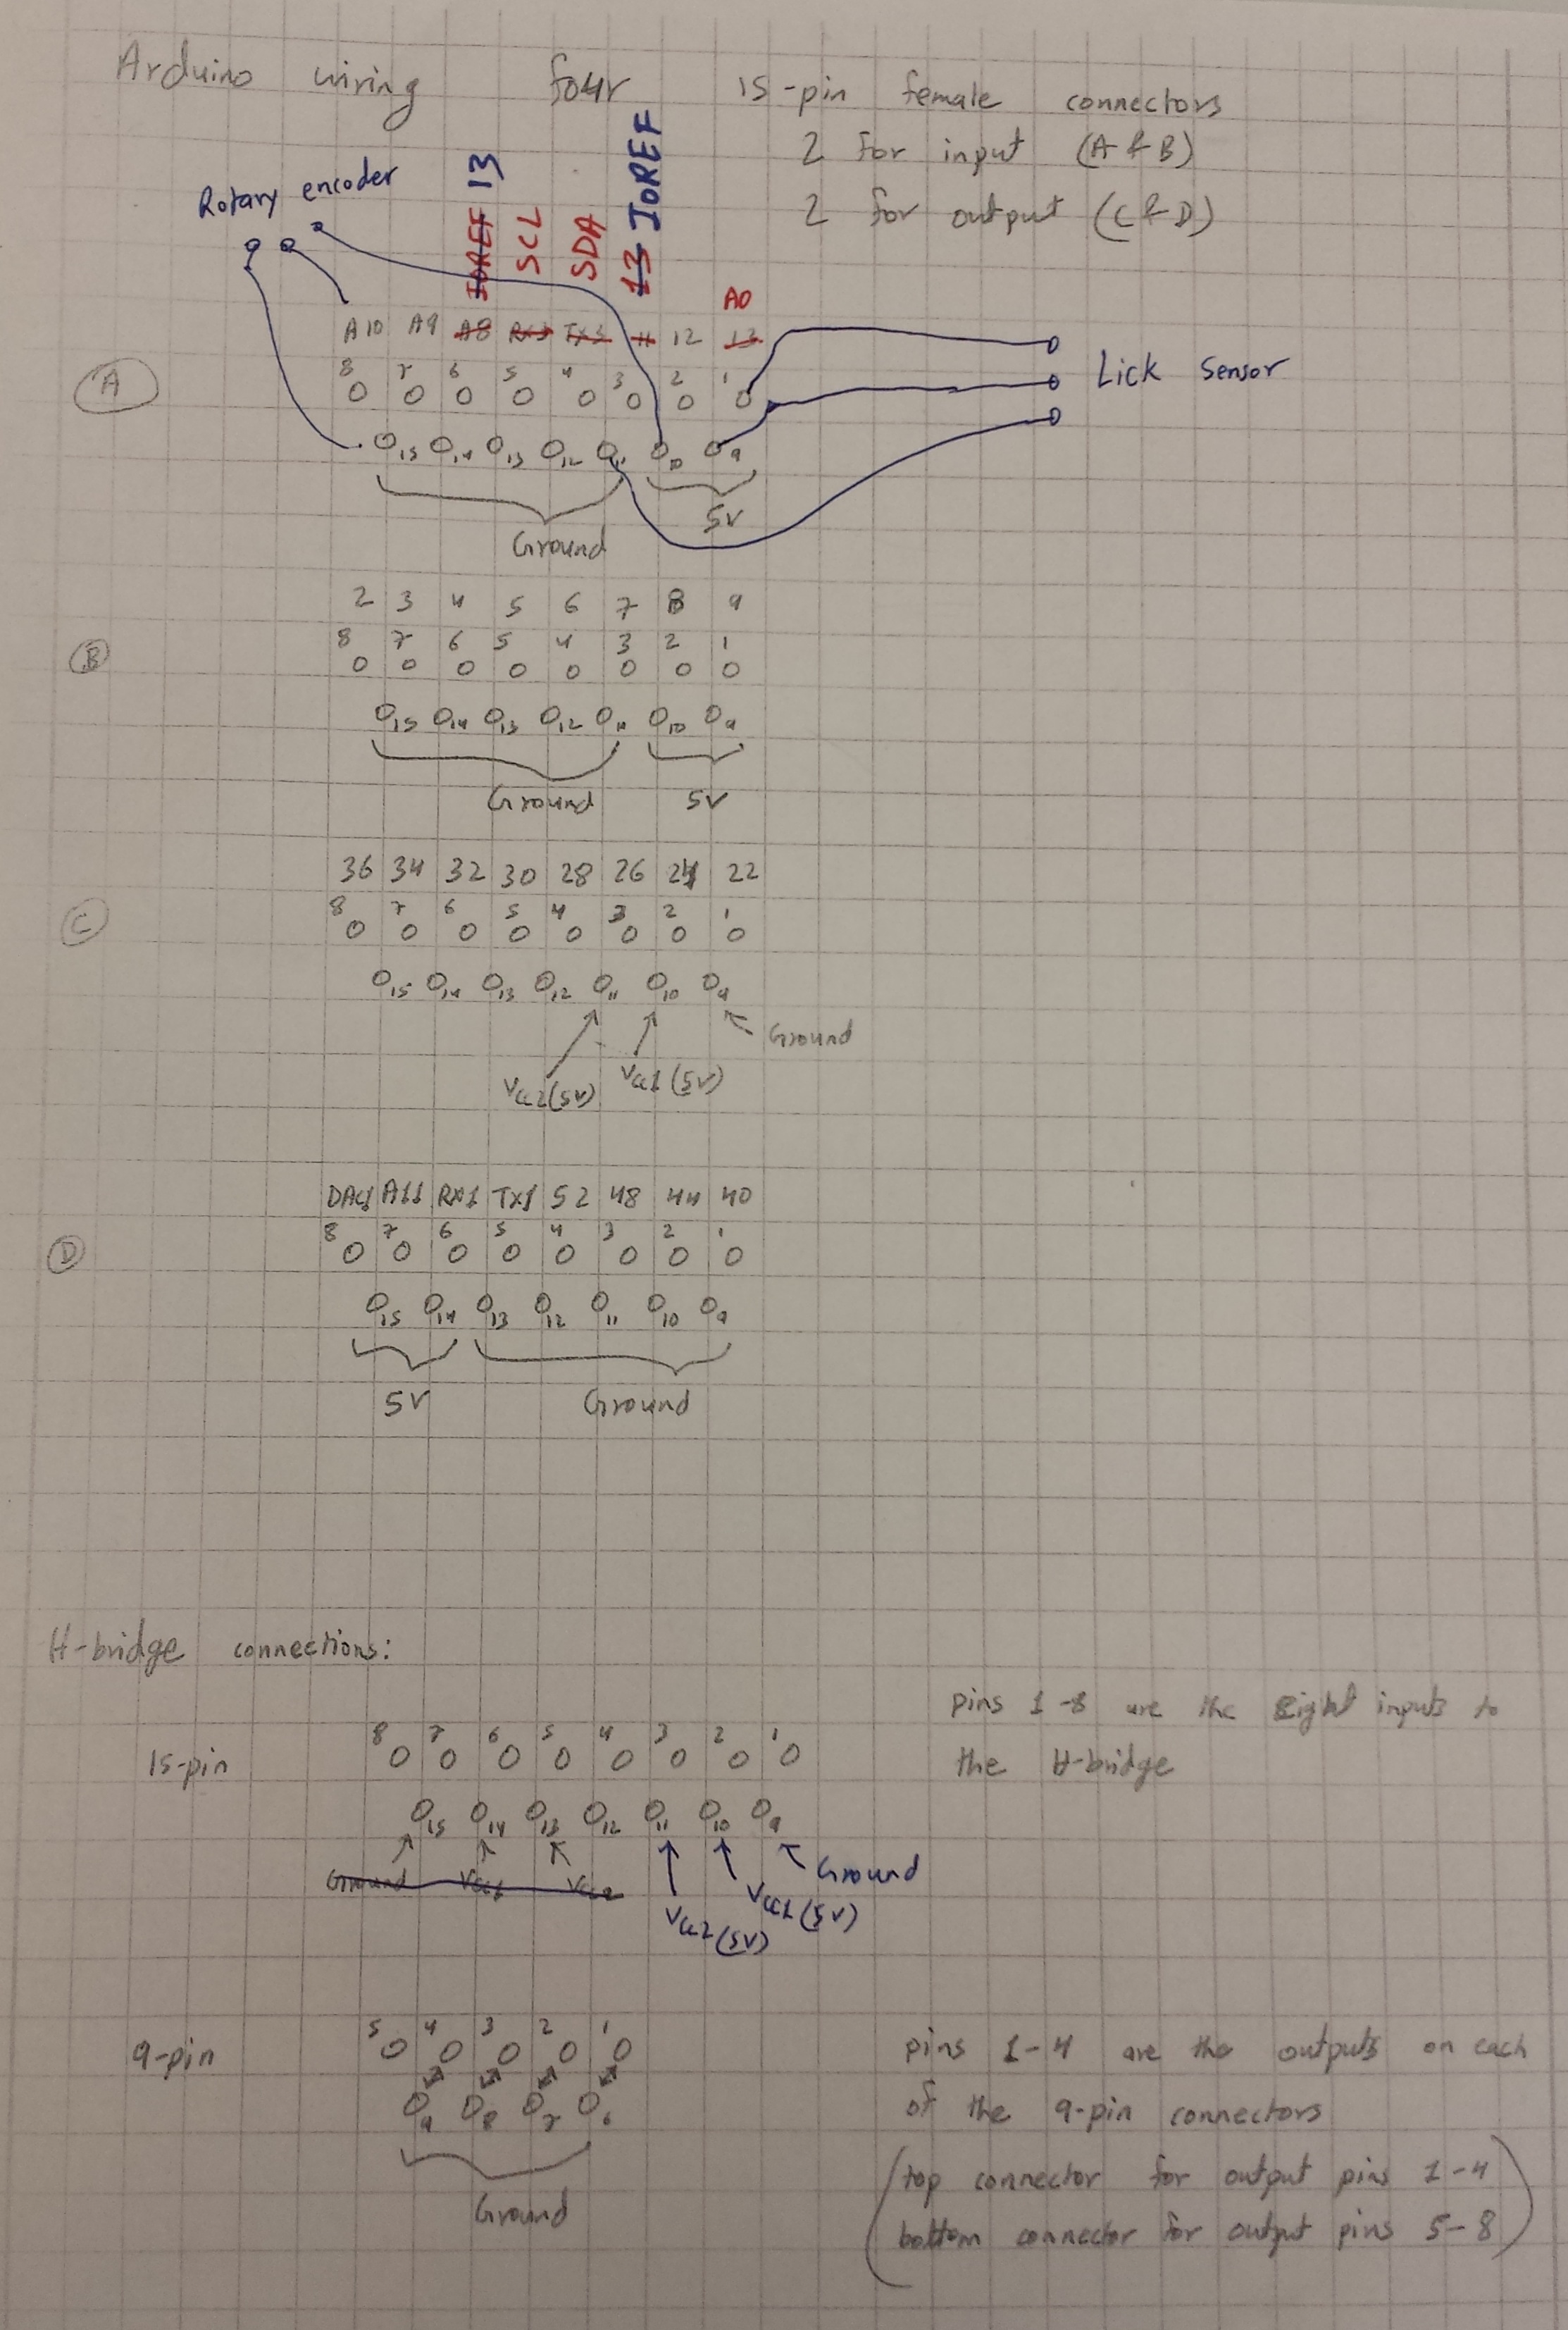 Arduino wiring four 15-pin female connectors
2 for input (A & B)
2 for output (C & D)
Rotary encoder
IOREF 13 SCL SDA 13 IOREF A0
A10 A9 A8 RX3 TX3 11 12 13
A
8 7 6 5 4 3 2 1
Lick sensor
15 14 13 12 11 10 9
Ground 5V
2 3 4 5 6 7 8 9
B
8 7 6 5 4 3 2 1
15 14 13 12 11 10 9
Ground 5V
36 34 32 30 28 26 24 22
C
8 7 6 5 4 3 2 1
15 14 13 12 11 10 9
Ground
Vcc2(5V) Vcc1(5V)
DAC1 A11 RX1 TX1 52 48 44 40
D
8 7 6 5 4 3 2 1
15 14 13 12 11 10 9
5V Ground
H-bridge connections:
15-pin
8 7 6 5 4 3 2 1
pins 1-8 are the Eight inputs to
the H-bridge
15 14 13 12 11 10 9
Ground Vcc1 Vcc2 Ground
Vcc2(5V) Vcc1(5V)
9-pin
5 4 3 2 1
9 8 7 6
Ground
pins 1-4 are the outputs on each
of the 9-pin connectors
(top connector for output pins 1-4
bottom connector for output pins 5-8)